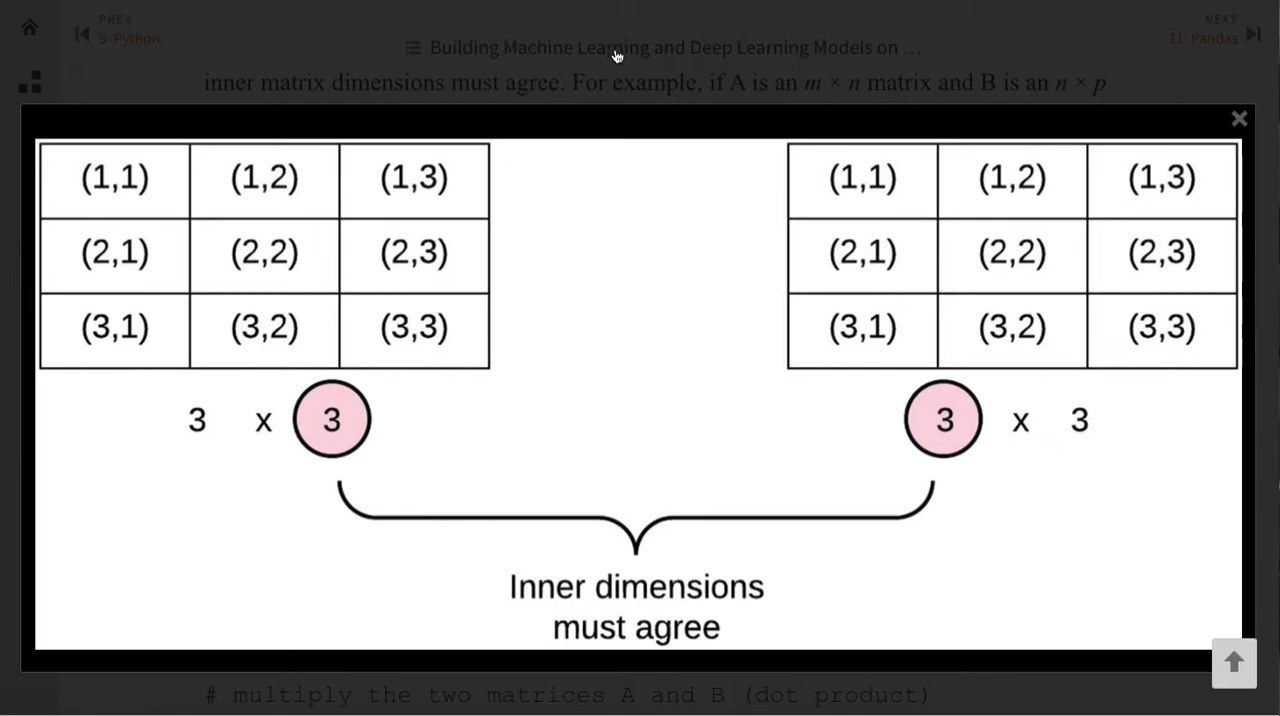 PREV
9. Python
NEXT
11. Pandas
Building Machine Learning and Deep Learning Models on …
inner matrix dimensions must agree. For example, if A is an m × n matrix and B is an n × p
(1,1) (1,2) (1,3) (1,1) (1,2) (1,3)
(2,1) (2,2) (2,3) (2,1) (2,2) (2,3)
(3,1) (3,2) (3,3) (3,1) (3,2) (3,3)
3 x 3 3 x 3
Inner dimensions
must agree
# multiply the two matrices A and B (dot product)